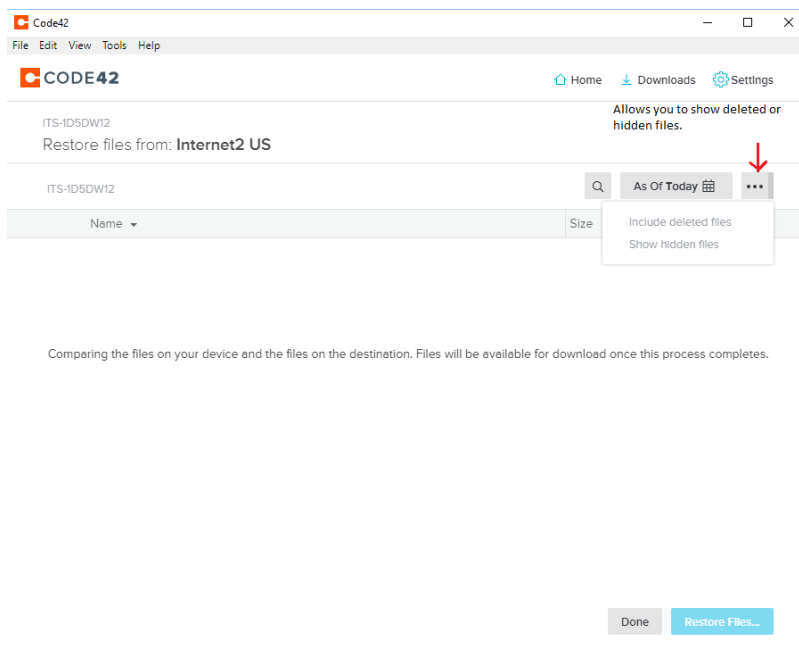 Code42
File Edit View Tools Help
CODE42
Home Downloads Settings
Allows you to show deleted or
hidden files.
ITS-1D5DW12
Restore files from: Internet2 US
ITS-1D5DW12
As Of Today
Name Size
Include deleted files
Show hidden files
Comparing the files on your device and the files on the destination. Files will be available for download once this process completes.
Done Restore Files...